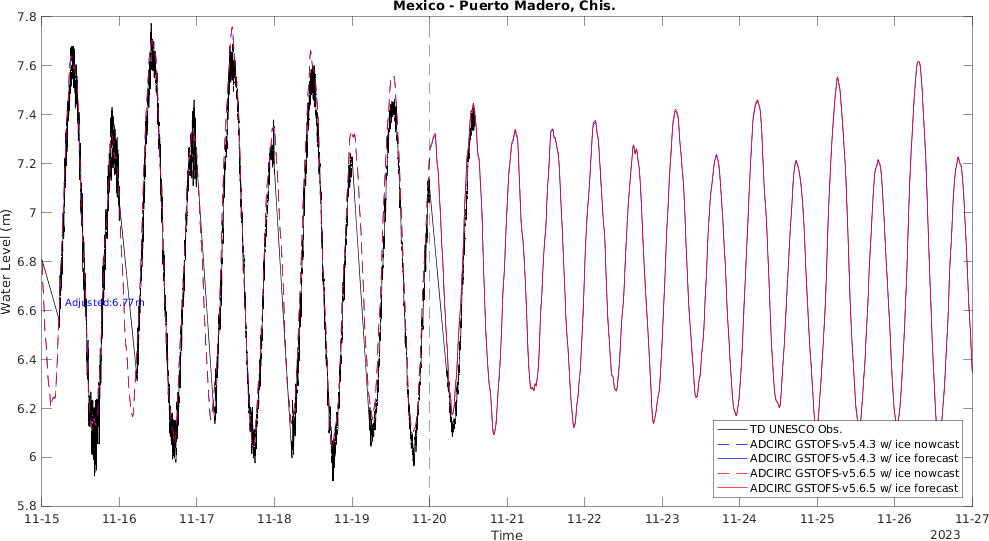 Mexico - Puerto Madero, Chis.
Water Level (m)
7.8
7.6
7.4
7.2
7
6.8
6.6
6.4
6.2
6
5.8
Adjusted:6.77m
TD UNESCO Obs.
ADCIRC GSTOFS-v5.4.3 w/ ice nowcast
ADCIRC GSTOFS-v5.4.3 w/ ice forecast
ADCIRC GSTOFS-v5.6.5 w/ ice nowcast
ADCIRC GSTOFS-v5.6.5 w/ ice forecast
11-15 11-16 11-17 11-18 11-19 11-20 11-21 11-22 11-23 11-24 11-25 11-26 11-27
Time
2023